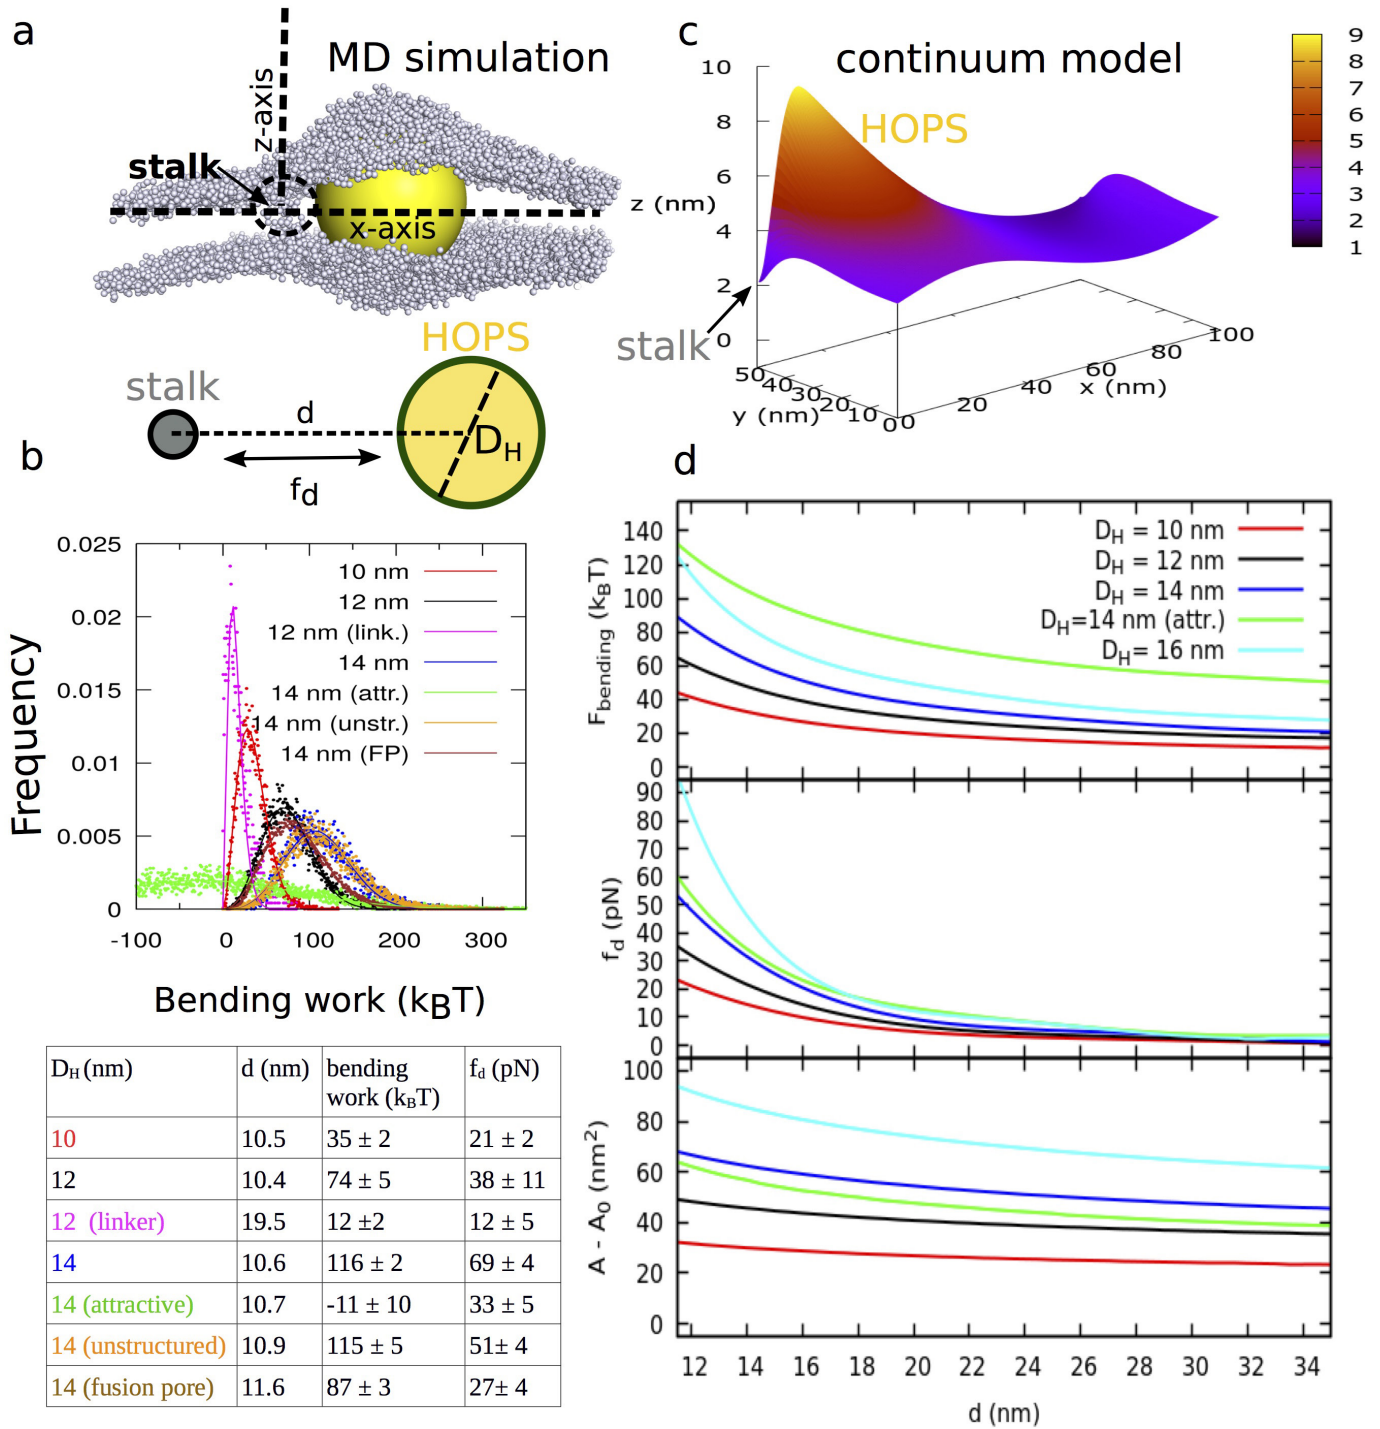 a
MD simulation
z-axis
stalk
x-axis
HOPS
stalk
d
D_H
f_d
c
continuum model
HOPS
z (nm)
10
8
6
4
2
0
stalk
50
40
30
20
10
0
y (nm)
0
20
40
60
80
100
x (nm)
9
8
7
6
5
4
3
2
1
b
Frequency
0.025
0.02
0.015
0.01
0.005
0
10 nm
12 nm
12 nm (link.)
14 nm
14 nm (attr.)
14 nm (unstr.)
14 nm (FP)
-100 0 100 200 300
Bending work (k_BT)
D_H (nm) d (nm) bending work (k_BT) f_d (pN)
10 10.5 35 ± 2 21 ± 2
12 10.4 74 ± 5 38 ± 11
12 (linker) 19.5 12 ±2 12 ± 5
14 10.6 116 ± 2 69 ± 4
14 (attractive) 10.7 -11 ± 10 33 ± 5
14 (unstructured) 10.9 115 ± 5 51± 4
14 (fusion pore) 11.6 87 ± 3 27± 4
d
F_bending (k_BT)
140
120
100
80
60
40
20
0
D_H = 10 nm
D_H = 12 nm
D_H = 14 nm
D_H=14 nm (attr.)
D_H= 16 nm
f_d (pN)
90
80
70
60
50
40
30
20
10
0
A - A_0 (nm²)
100
80
60
40
20
0
12 14 16 18 20 22 24 26 28 30 32 34
d (nm)